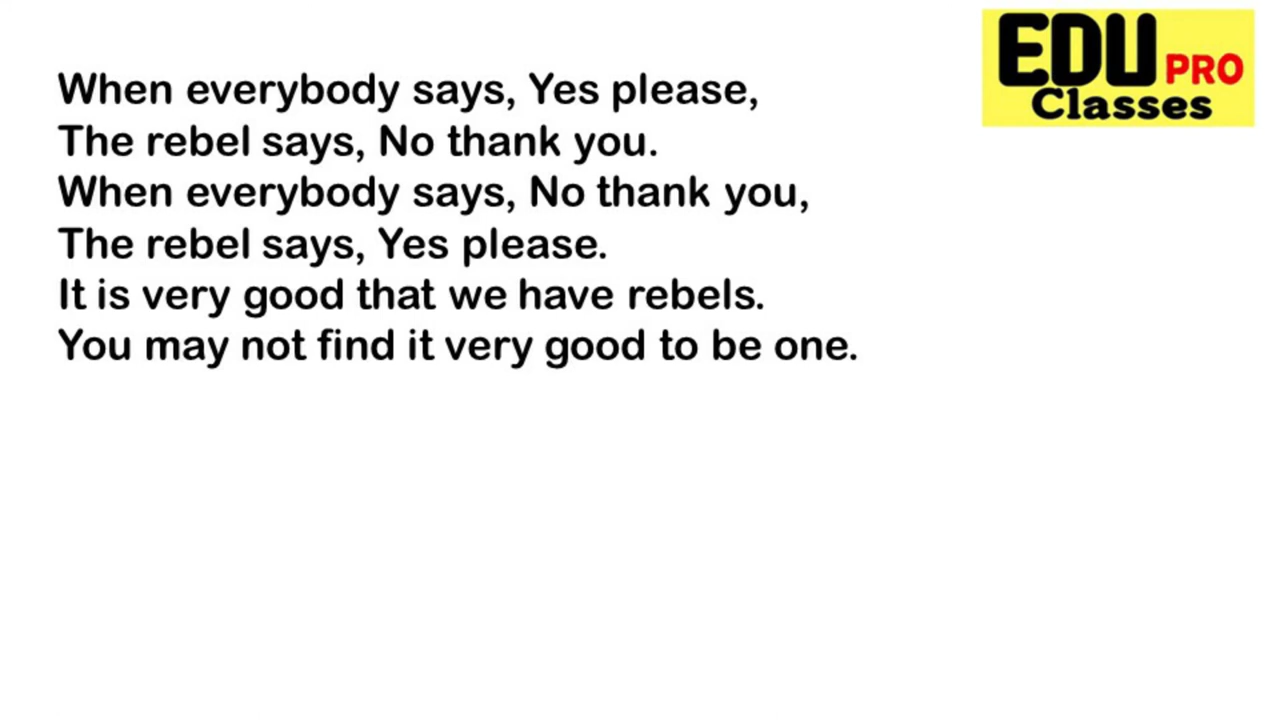 EDU PRO
Classes
When everybody says, Yes please,
The rebel says, No thank you.
When everybody says, No thank you,
The rebel says, Yes please.
It is very good that we have rebels.
You may not find it very good to be one.